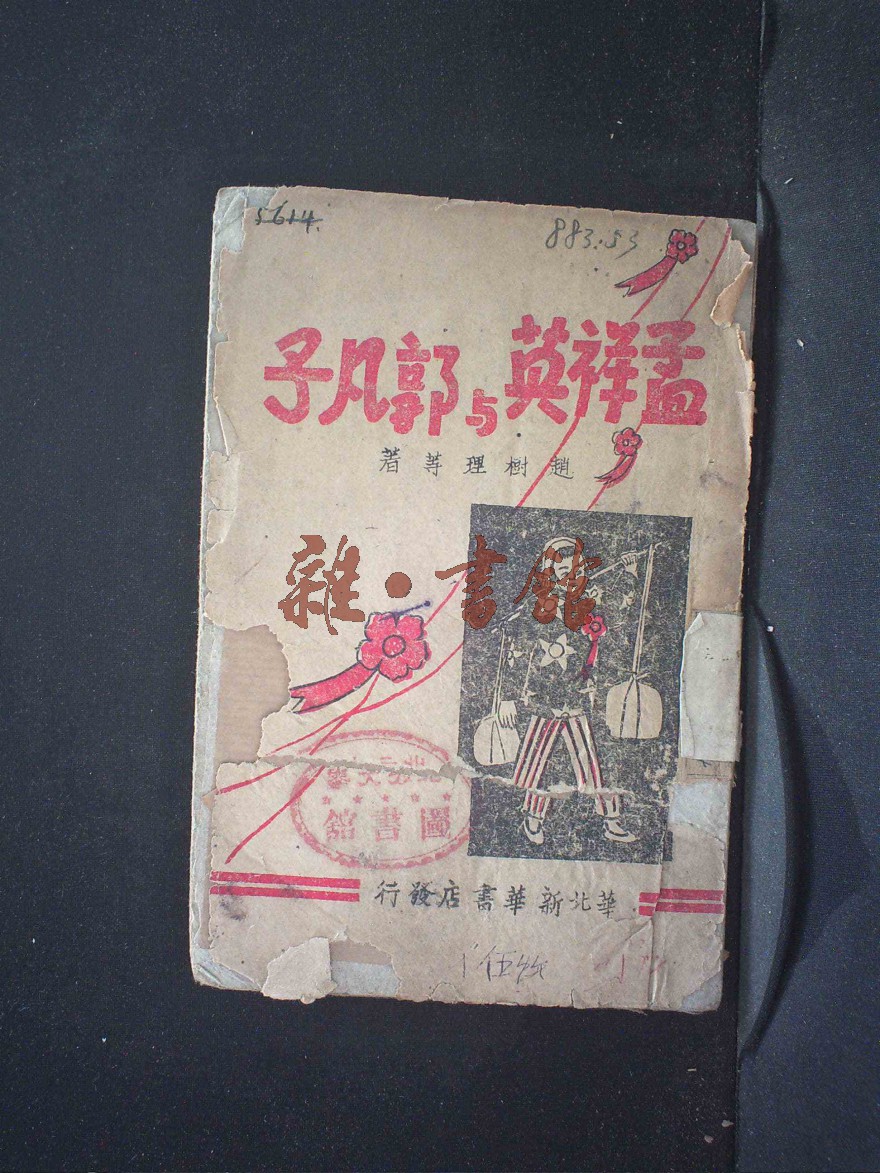 5614.
883.53
孟祥英与郭凡子
趙樹理等著
雜·書館
圖書館
華北新華書店發行